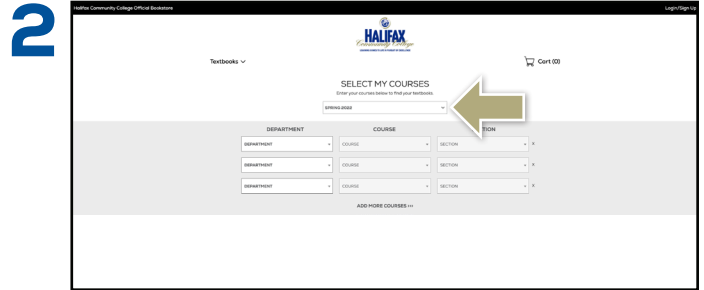 2
Halifax Community College Official Bookstore
Login/Sign Up
HALIFAX
Community College
Textbooks
Cart (0)
SELECT MY COURSES
Enter your courses below to find your textbooks.
SPRING 2022
DEPARTMENT COURSE TION
DEPARTMENT COURSE SECTION X
DEPARTMENT COURSE SECTION X
DEPARTMENT COURSE SECTION X
ADD MORE COURSES >>>